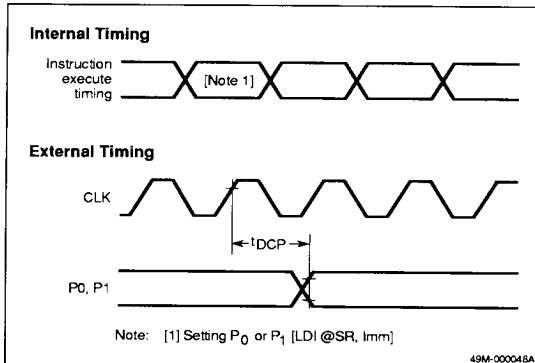 Internal Timing
Instruction
execute
timing
[Note 1]
External Timing
CLK
tDCP
P0, P1
Note: [1] Setting P0 or P1 [LDI @SR, Imm]
49M-000048A